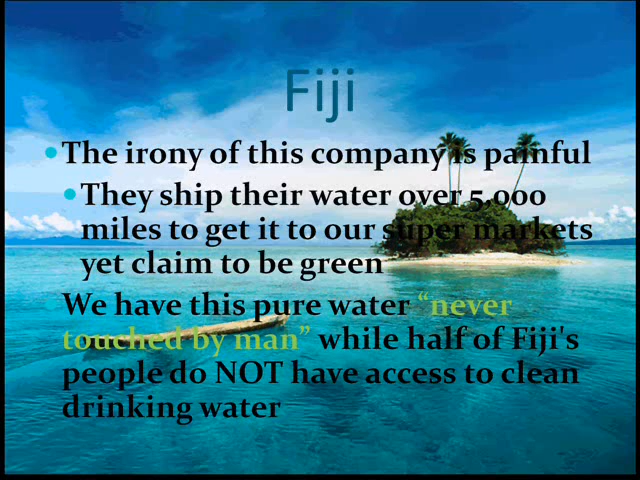 Fiji
The irony of this company is painful
They ship their water over 5,000
miles to get it to our super markets
yet claim to be green
We have this pure water “never
touched by man” while half of Fiji's
people do NOT have access to clean
drinking water